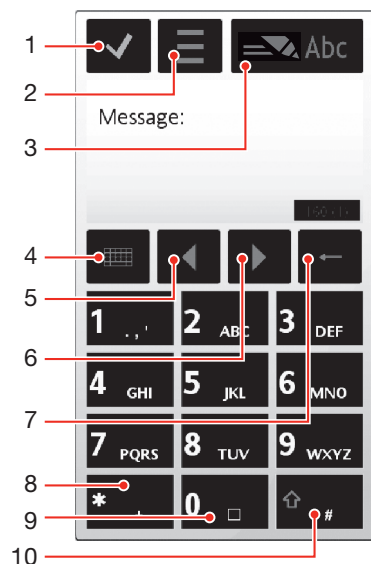 1
Abc
2
Message:
3
4
5
1 .,' 2 ABC 3 DEF
6
4 GHI 5 JKL 6 MNO
7
7 PQRS 8 TUV 9 WXYZ
8
* 0 #
9
10